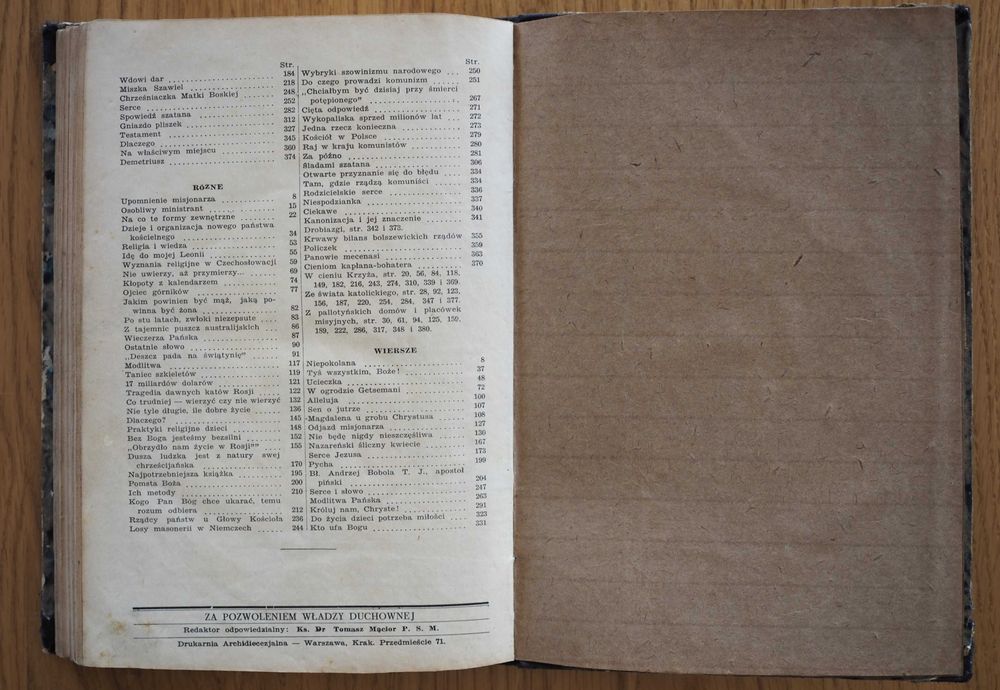 Str.
Wdowi dar 184
Miszka Szawiel 218
Chrześniaczka Matki Boskiej 248
Serce 252
Spowiedź szatana 282
Gniazdo pliszek 312
Testament 327
Dlaczego 345
Na właściwym miejscu 360
Demetriusz 374
RÓŻNE
Upomnienie misjonarza 8
Osobliwy ministrant 15
Na co te formy zewnętrzne 22
Dzieje i organizacja nowego państwa
kościelnego 34
Religia i wiedza 53
Idę do mojej Leonii 55
Wyznania religijne w Czechosłowacji 59
Nie uwierzy, aż przymierzy... 69
Kłopoty z kalendarzem 74
Ojciec górników 77
Jakim powinien być mąż, jaką po-
winna być żona 82
Po stu latach, zwłoki niezepsute 83
Z tajemnic puszcz australijskich 86
Wieczerza Pańska 87
Ostatnie słowo 90
„Deszcz pada na świątynię" 91
Modlitwa 117
Taniec szkieletów 119
17 miliardów dolarów 121
Tragedia dawnych katów Rosji 122
Co trudniej — wierzyć czy nie wierzyć 132
Nie tyle długie, ile dobre życie 136
Dlaczego? 145
Praktyki religijne dzieci 148
Bez Boga jesteśmy bezsilni 152
„Obrzydło nam życie w Rosji"" 155
Dusza ludzka jest z natury swej
chrześcijańska 170
Najpotrzebniejsza książka 195
Pomsta Boża 200
Ich metody 210
Kogo Pan Bóg chce ukarać, temu
rozum odbiera 212
Rządcy państw u Głowy Kościoła 236
Losy masonerii w Niemczech 244
Str.
Wybryki szowinizmu narodowego 250
Do czego prowadzi komunizm 251
„Chciałbym być dzisiaj przy śmierci
potępionego" 267
Cięta odpowiedź 271
Wykopaliska sprzed milionów lat 272
Jedna rzecz konieczna 273
Kościół w Polsce 279
Raj w kraju komunistów 280
Za późno 281
Śladami szatana 306
Otwarte przyznanie się do błędu 334
Tam, gdzie rządzą komuniści 334
Rodzicielskie serce 336
Niespodzianka 337
Ciekawe 340
Kanonizacja i jej znaczenie 341
Drobiazgi, str. 342 i 373.
Krwawy bilans bolszewickich rządów 355
Policzek 359
Panowie mecenasi 363
Cieniom kapłana-bohatera 370
W cieniu Krzyża, str. 20, 56, 84, 118,
149, 182, 216, 243, 274, 310, 339 i 369.
Ze świata katolickiego, str. 28, 92, 123,
156, 187, 220, 254, 284, 347 i 377.
Z pallotyńskich domów i placówek
misyjnych, str. 30, 61, 94, 125, 159,
189, 222, 286, 317, 348 i 380.
WIERSZE
Niepokolana 8
Tyś wszystkim, Boże! 37
Ucieczka 48
W ogrodzie Getsemani 72
Alleluja 100
Sen o jutrze 107
Magdalena u grobu Chrystusa 108
Odjazd misjonarza 127
Nie będę nigdy nieszczęśliwa 130
Nazareński śliczny kwiecie 167
Serce Jezusa 173
Pycha 199
Bł. Andrzej Bobola T. J., apostoł
piński 204
Serce i słowo 247
Modlitwa Pańska 263
Króluj nam, Chryste! 291
Do życia dzieci potrzeba miłości 323
Kto ufa Bogu 331
ZA POZWOLENIEM WŁADZY DUCHOWNEJ
Redaktor odpowiedzialny: Ks. Dr Tomasz Mącior P. S. M.
Drukarnia Archidiecezjalna — Warszawa, Krak. Przedmieście 71.